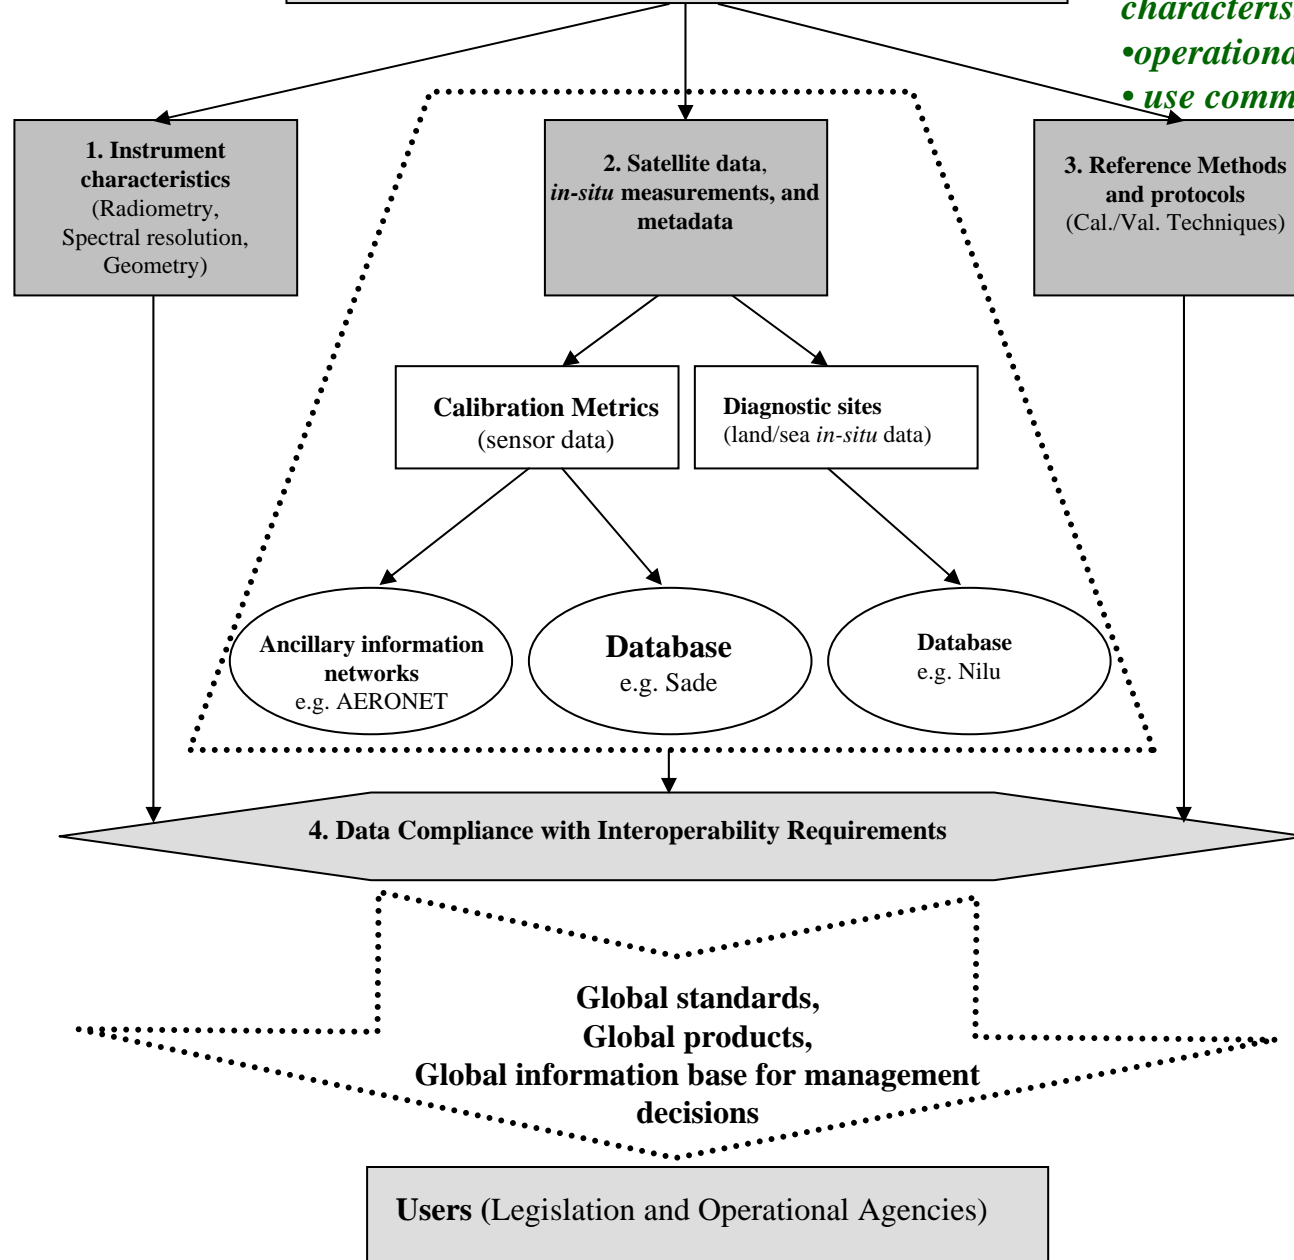 •operationa
• use comm
1. Instrument
characteristics
(Radiometry,
Spectral resolution,
Geometry)
2. Satellite data,
in-situ measurements, and
metadata
3. Reference Methods
and protocols
(Cal./Val. Techniques)
Calibration Metrics
(sensor data)
Diagnostic sites
(land/sea in-situ data)
Ancillary information
networks
e.g. AERONET
Database
e.g. Sade
Database
e.g. Nilu
4. Data Compliance with Interoperability Requirements
Global standards,
Global products,
Global information base for management
decisions
Users (Legislation and Operational Agencies)